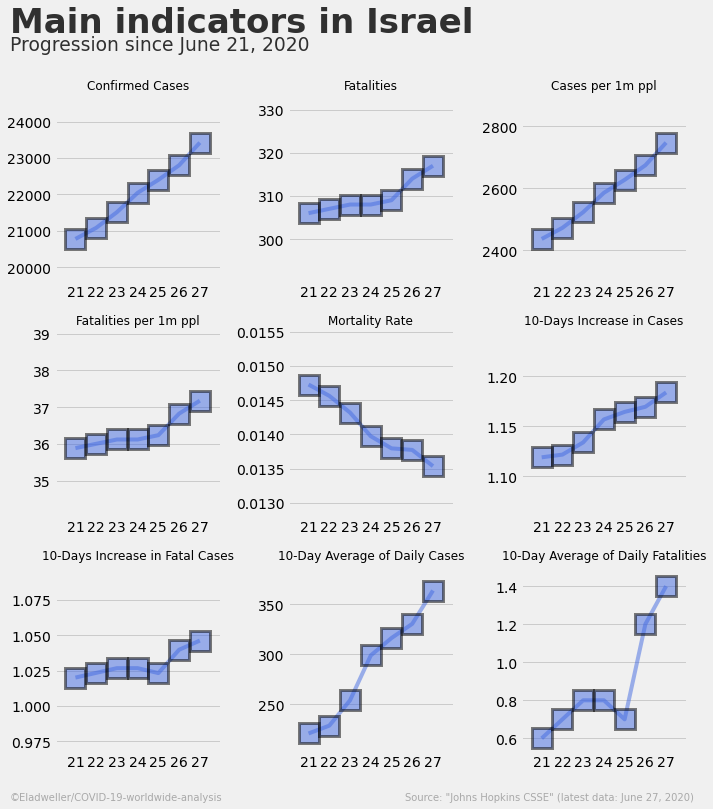 Main indicators in Israel
Progression since June 21, 2020
Confirmed Cases
24000
23000
22000
21000
20000
21 22 23 24 25 26 27
Fatalities
330
320
310
300
21 22 23 24 25 26 27
Cases per 1m ppl
2800
2600
2400
21 22 23 24 25 26 27
Fatalities per 1m ppl
39
38
37
36
35
21 22 23 24 25 26 27
Mortality Rate
0.0155
0.0150
0.0145
0.0140
0.0135
0.0130
21 22 23 24 25 26 27
10-Days Increase in Cases
1.20
1.15
1.10
21 22 23 24 25 26 27
10-Days Increase in Fatal Cases
1.075
1.050
1.025
1.000
0.975
21 22 23 24 25 26 27
10-Day Average of Daily Cases
350
300
250
21 22 23 24 25 26 27
10-Day Average of Daily Fatalities
1.4
1.2
1.0
0.8
0.6
21 22 23 24 25 26 27
©Eladweller/COVID-19-worldwide-analysis
Source: "Johns Hopkins CSSE" (latest data: June 27, 2020)